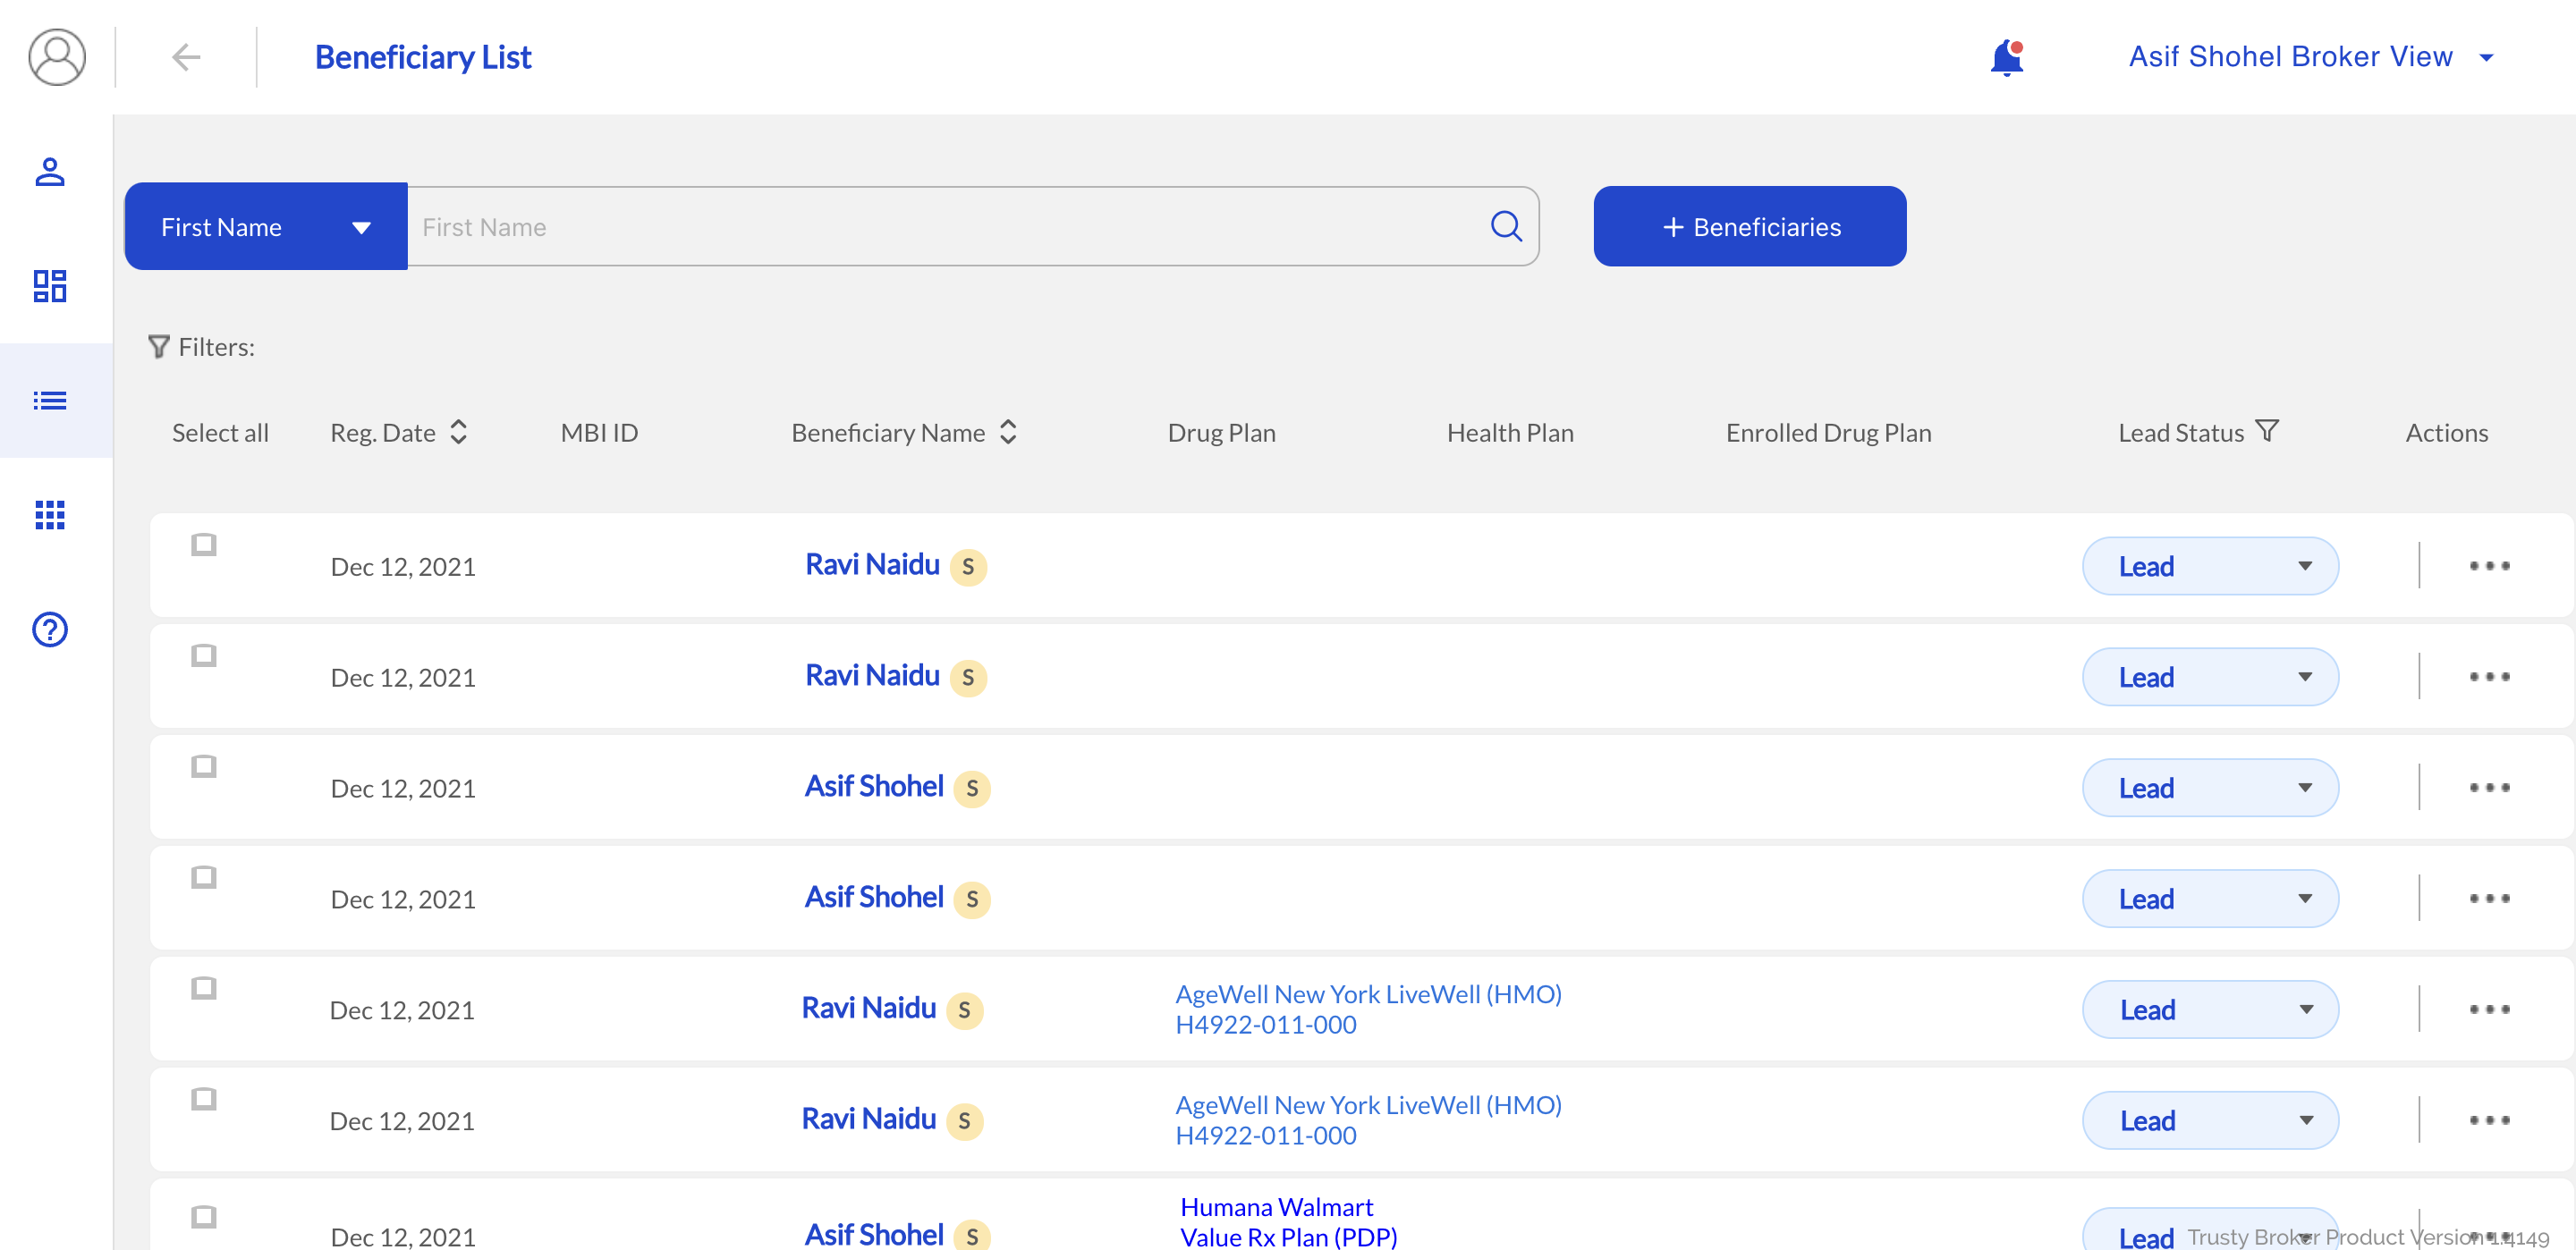 Beneficiary List
Asif Shohel Broker View
First Name
First Name
+ Beneficiaries
Filters:
Select all Reg. Date MBI ID Beneficiary Name Drug Plan Health Plan Enrolled Drug Plan Lead Status Actions
Dec 12, 2021 Ravi Naidu S Lead
Dec 12, 2021 Ravi Naidu S Lead
Dec 12, 2021 Asif Shohel S Lead
Dec 12, 2021 Asif Shohel S Lead
Dec 12, 2021 Ravi Naidu S AgeWell New York LiveWell (HMO) Lead
H4922-011-000
Dec 12, 2021 Ravi Naidu S AgeWell New York LiveWell (HMO) Lead
H4922-011-000
Humana Walmart
Dec 12, 2021 Asif Shohel S Value Rx Plan (PDP) Lead
Trusty Broker Product Version 1.4149